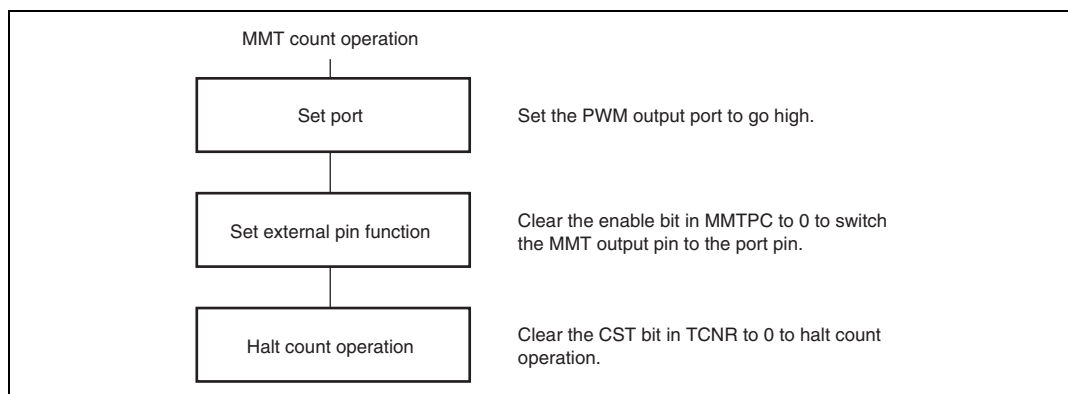 MMT count operation
Set port
Set the PWM output port to go high.
Set external pin function
Clear the enable bit in MMTPC to 0 to switch
the MMT output pin to the port pin.
Halt count operation
Clear the CST bit in TCNR to 0 to halt count
operation.